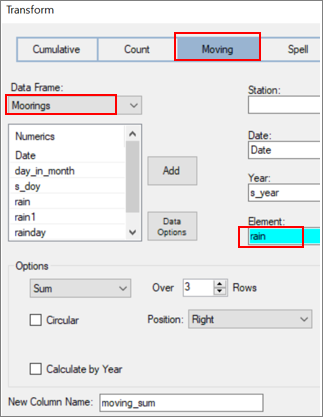 Transform
Cumulative Count Moving Spell
Data Frame: Station:
Moorings
Numerics
Date
day_in_month
s_doy
rain
rain1
rainday
Add
Data
Options
Date:
Date
Year:
s_year
Element:
rain
Options
Sum Over 3 Rows
Circular Position: Right
Calculate by Year
New Column Name: moving_sum